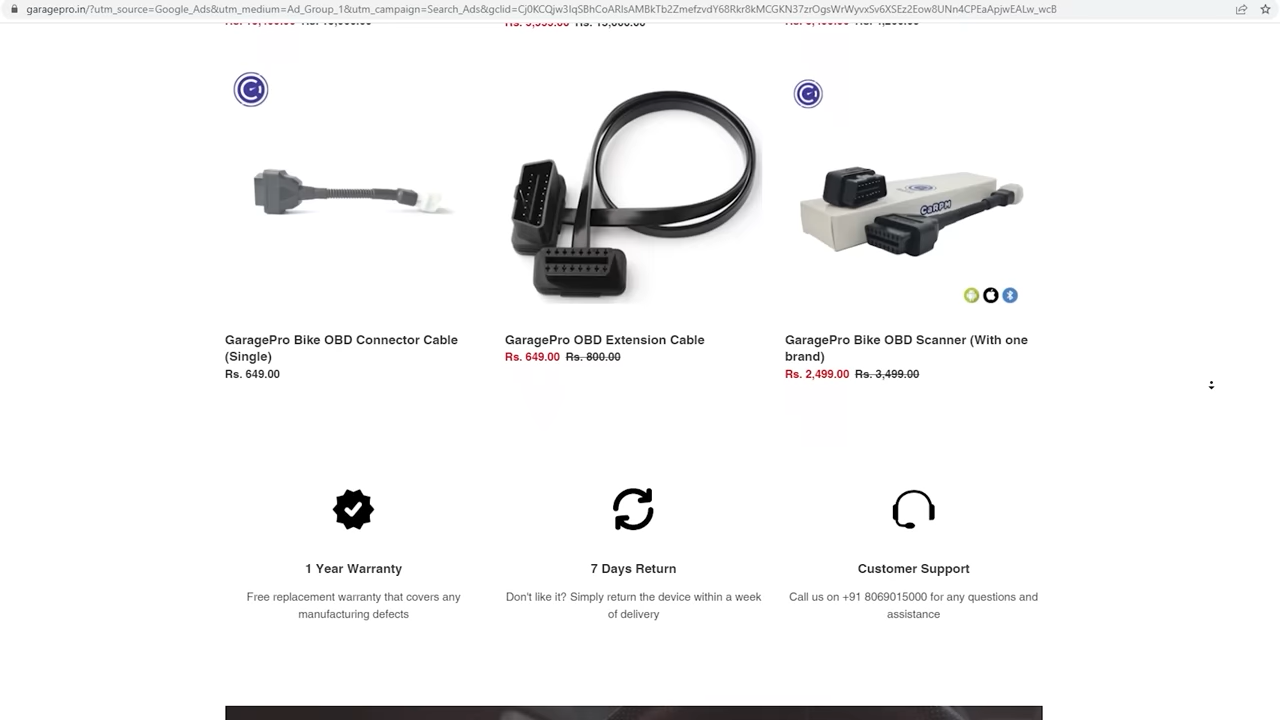 garagepro.in/?utm_source=Google_Ads&utm_medium=Ad_Group_1&utm_campaign=Search_Ads&gclid=Cj0KCQjw3IqSBhCoARIsAMBkTb2ZmefzvdY68Rkr8kMCGKN37zrOgsWrWyvxSv6XSEz2Eow8UNn4CPEaApjwEALw_wcB
CaRPM
GaragePro Bike OBD Connector Cable
(Single)
Rs. 649.00
GaragePro OBD Extension Cable
Rs. 649.00 Rs. 800.00
GaragePro Bike OBD Scanner (With one
brand)
Rs. 2,499.00 Rs. 3,499.00
1 Year Warranty
Free replacement warranty that covers any
manufacturing defects
7 Days Return
Don't like it? Simply return the device within a week
of delivery
Customer Support
Call us on +91 8069015000 for any questions and
assistance